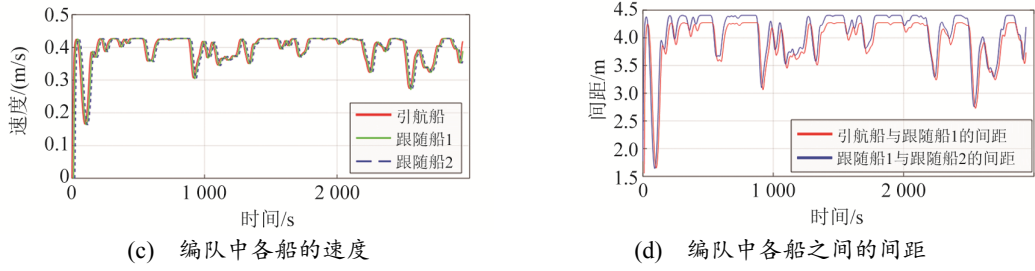 0.5
0.4
0.3
0.2
0.1
0
速度/(m/s)
引航船
跟随船1
跟随船2
0
1 000
2 000
时间/s
(c) 编队中各船的速度
4.5
4.0
3.5
3.0
2.5
2.0
1.5
间距/m
引航船与跟随船1的间距
跟随船1与跟随船2的间距
0
1 000
2 000
时间/s
(d) 编队中各船之间的间距